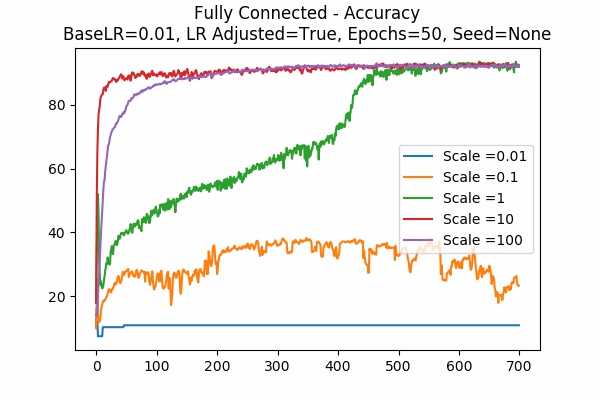 Fully Connected - Accuracy
BaseLR=0.01, LR Adjusted=True, Epochs=50, Seed=None
80
60
40
20
Scale =0.01
Scale =0.1
Scale =1
Scale =10
Scale =100
0 100 200 300 400 500 600 700